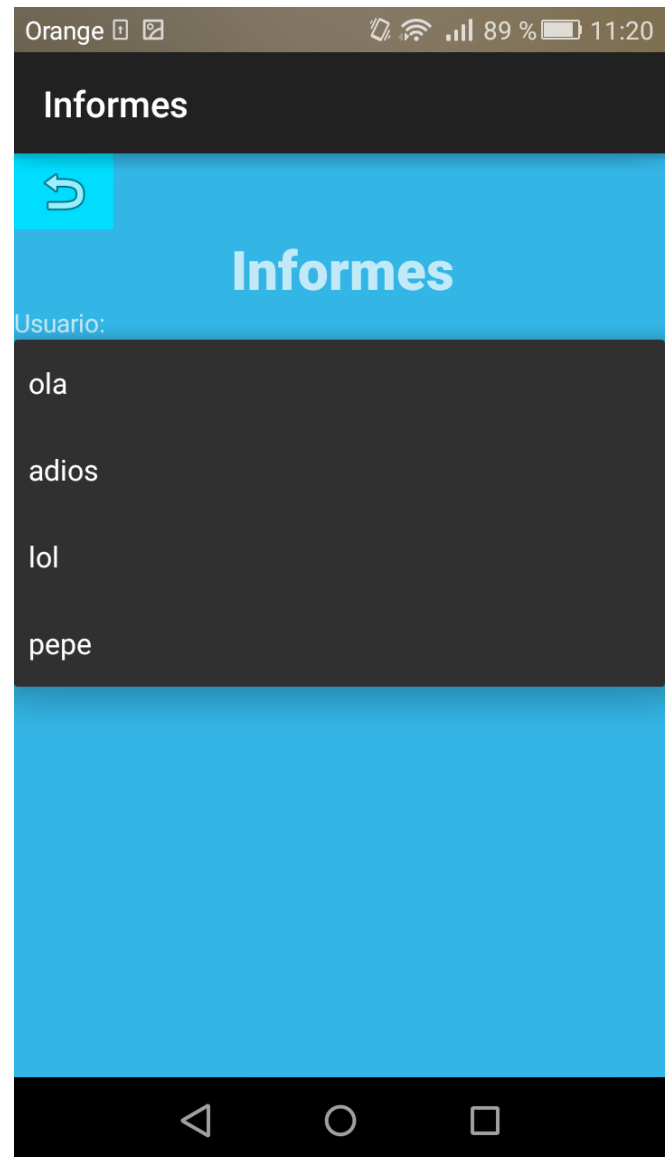 Orange 89 % 11:20
Informes
Informes
Usuario:
ola
adios
lol
pepe